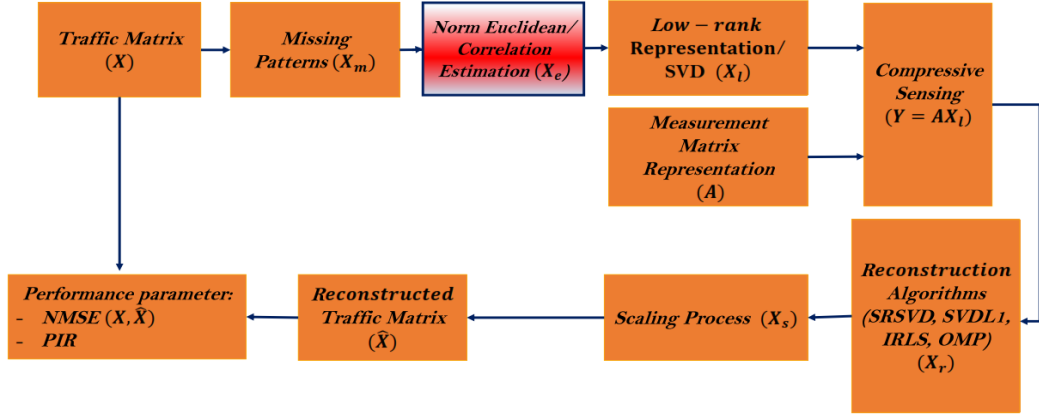 Traffic Matrix
(X)
Missing
Patterns (Xₘ)
Norm Euclidean/
Correlation
Estimation (Xₑ)
Low − rank
Representation/
SVD (Xₗ)
Measurement
Matrix
Representation
(A)
Compressive
Sensing
(Y = AXₗ)
Reconstruction
Algorithms
(SRSVD, SVDL1,
IRLS, OMP)
(Xᵣ)
Scaling Process (Xₛ)
Reconstructed
Traffic Matrix
(X̂)
Performance parameter:
- NMSE (X, X̂)
- PIR